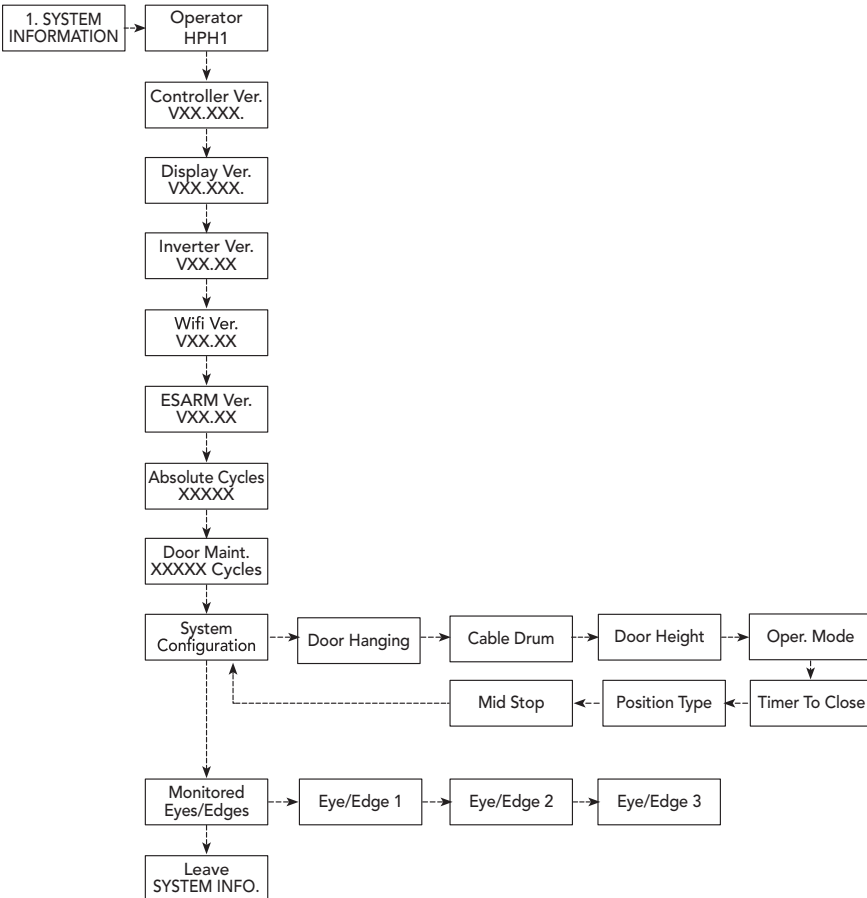 1. SYSTEM
INFORMATION
Operator
HPH1
Controller Ver.
VXX.XXX.
Display Ver.
VXX.XXX.
Inverter Ver.
VXX.XX
Wifi Ver.
VXX.XX
ESARM Ver.
VXX.XX
Absolute Cycles
XXXXX
Door Maint.
XXXXX Cycles
System
Configuration
Door Hanging
Cable Drum
Door Height
Oper. Mode
Timer To Close
Position Type
Mid Stop
Monitored
Eyes/Edges
Eye/Edge 1
Eye/Edge 2
Eye/Edge 3
Leave
SYSTEM INFO.